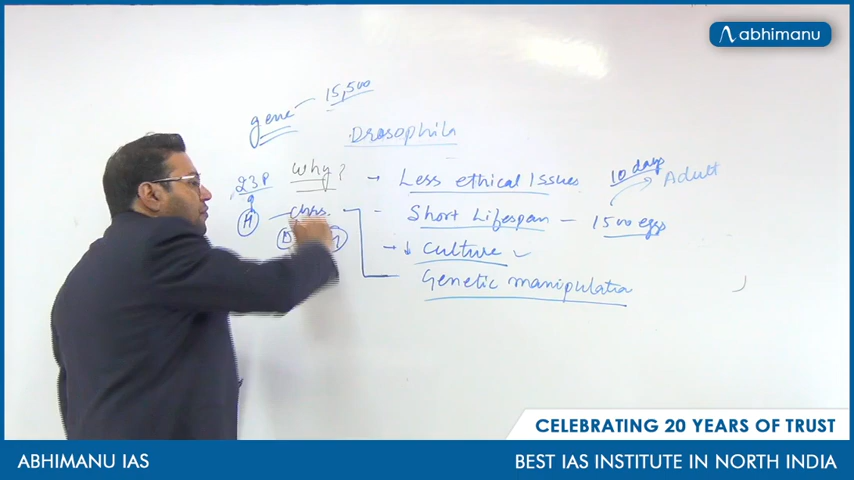 abhimanu
gene — 15,500
Drosophila
Why?
→ Less ethical Issues
10 days
Adult
23P
H
chrs.
- Short Lifespan — 1500 eggs
D
→ ↓ Culture ✓
Genetic manipulation
CELEBRATING 20 YEARS OF TRUST
ABHIMANU IAS
BEST IAS INSTITUTE IN NORTH INDIA